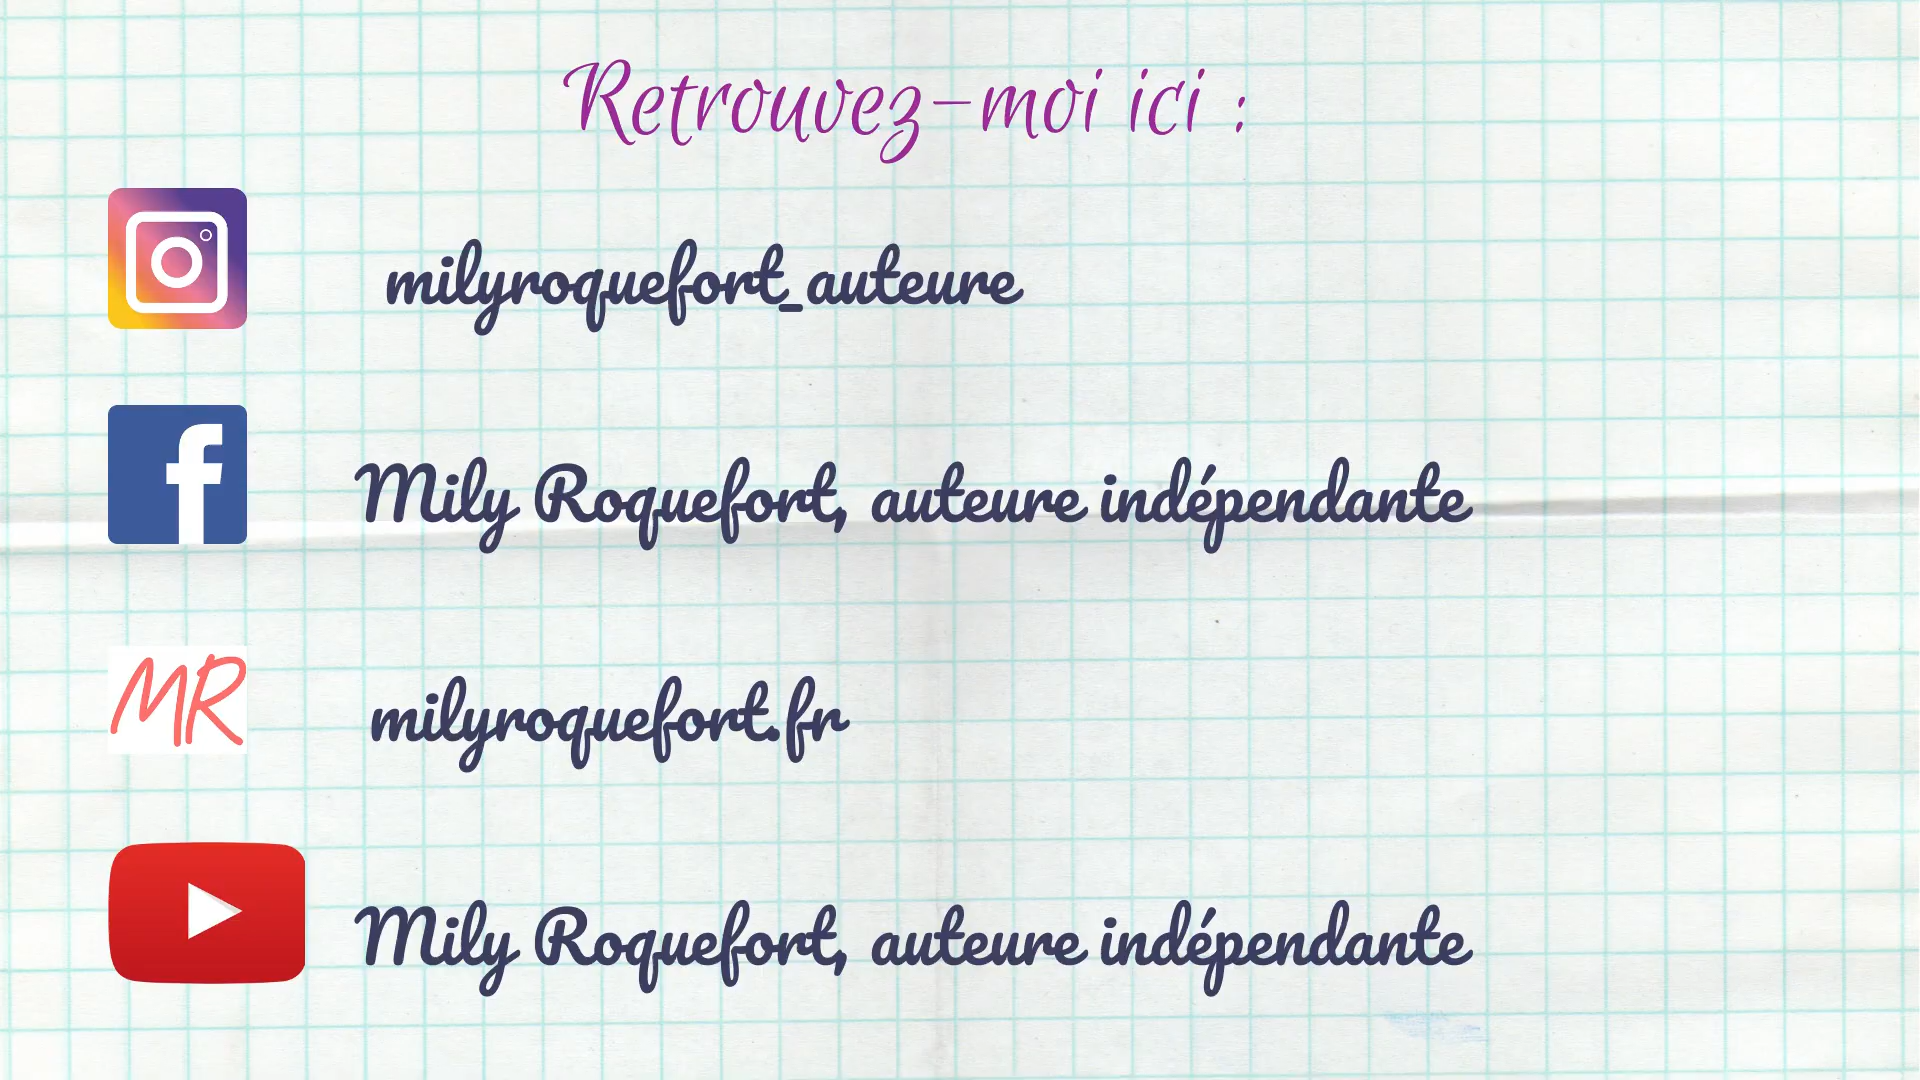 Retrouvez-moi ici :
milyroquefort_auteure
Mily Roquefort, auteure indépendante
MR
milyroquefort.fr
Mily Roquefort, auteure indépendante